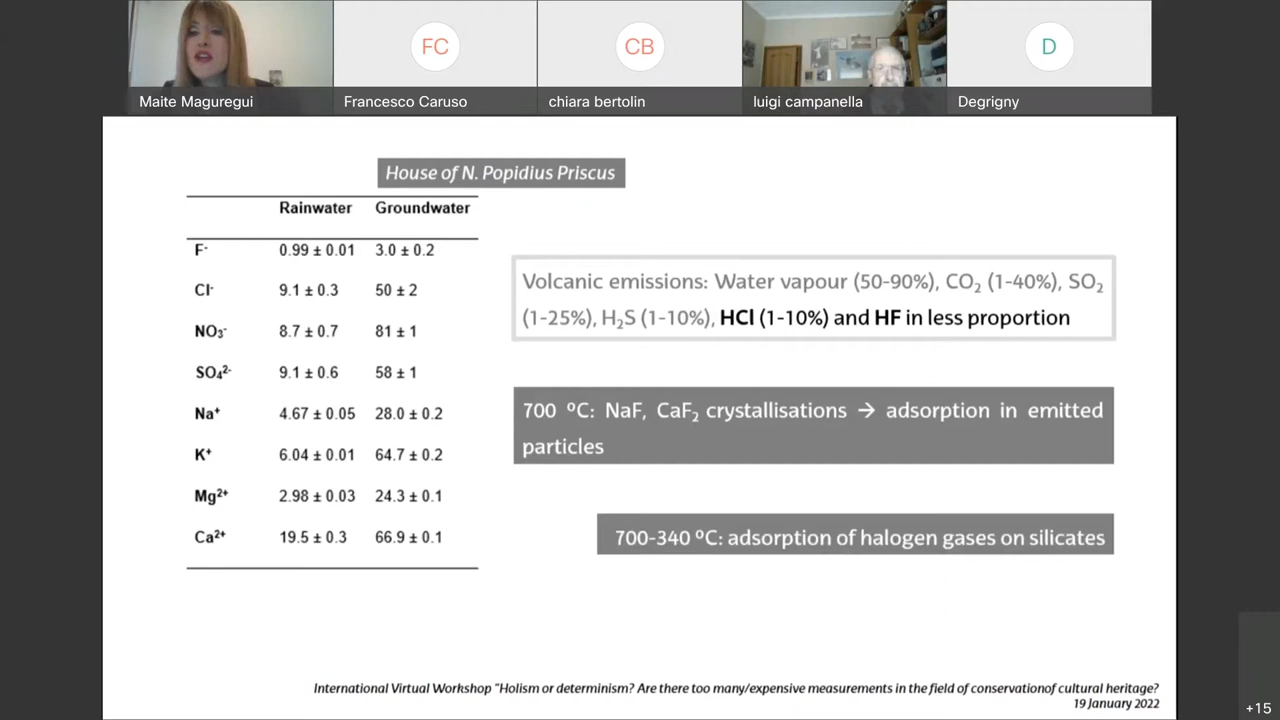 FC
CB
D
Maite Maguregui
Francesco Caruso
chiara bertolin
luigi campanella
Degrigny
House of N. Popidius Priscus
Rainwater Groundwater
F⁻ 0.99 ± 0.01 3.0 ± 0.2
Cl⁻ 9.1 ± 0.3 50 ± 2
NO₃⁻ 8.7 ± 0.7 81 ± 1
SO₄²⁻ 9.1 ± 0.6 58 ± 1
Na⁺ 4.67 ± 0.05 28.0 ± 0.2
K⁺ 6.04 ± 0.01 64.7 ± 0.2
Mg²⁺ 2.98 ± 0.03 24.3 ± 0.1
Ca²⁺ 19.5 ± 0.3 66.9 ± 0.1
Volcanic emissions: Water vapour (50-90%), CO₂ (1-40%), SO₂
(1-25%), H₂S (1-10%), HCl (1-10%) and HF in less proportion
700 ºC: NaF, CaF₂ crystallisations → adsorption in emitted
particles
700-340 ºC: adsorption of halogen gases on silicates
International Virtual Workshop "Holism or determinism? Are there too many/expensive measurements in the field of conservationof cultural heritage?
19 January 2022
+15